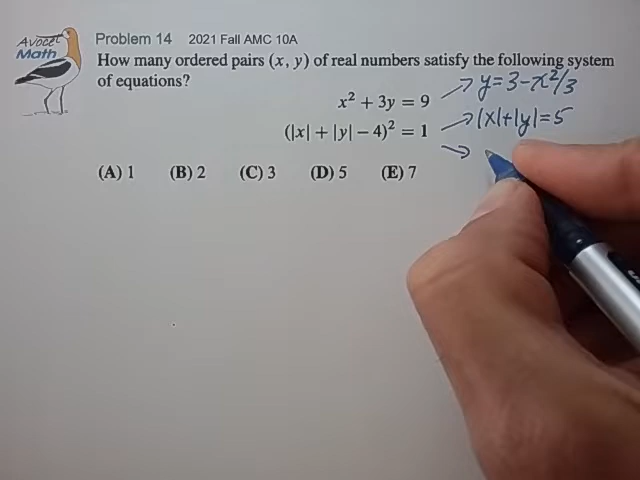 Avocet
Math
Problem 14 2021 Fall AMC 10A
How many ordered pairs (x, y) of real numbers satisfy the following system
of equations?
x² + 3y = 9 → y = 3 - x²/3
(|x| + |y| − 4)² = 1 → |x|+|y| = 5
→
(A) 1 (B) 2 (C) 3 (D) 5 (E) 7